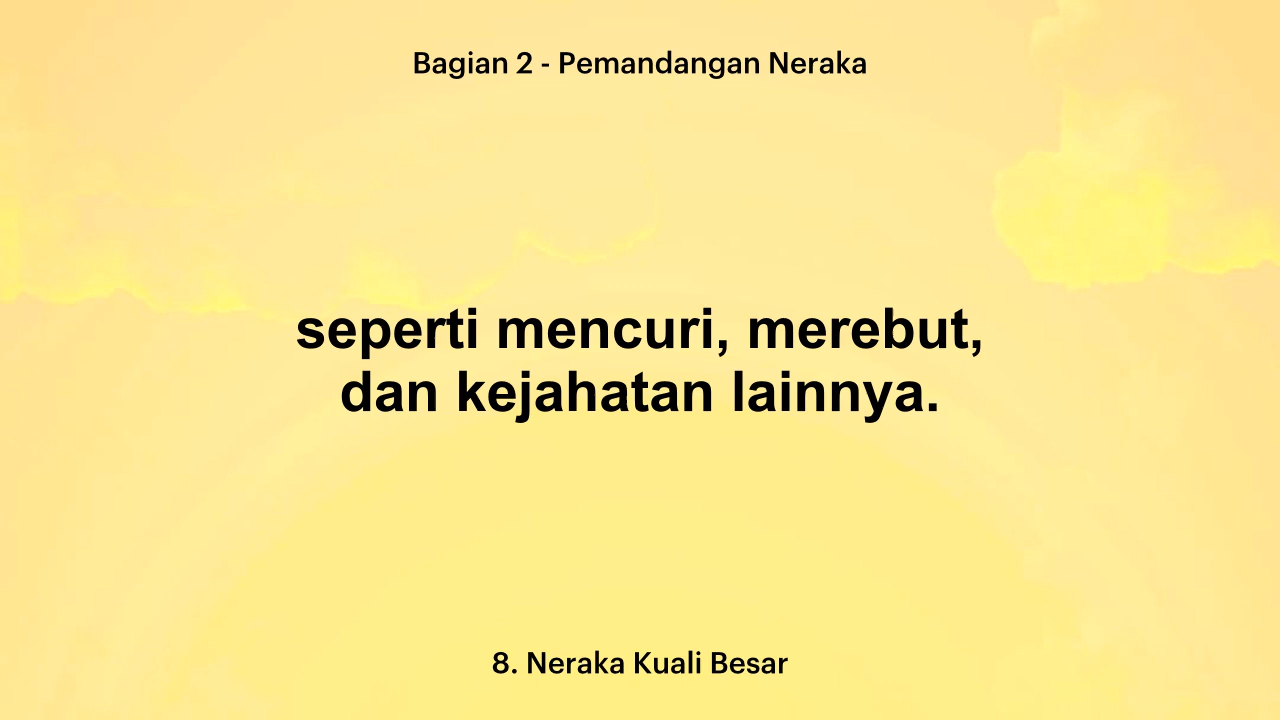 Bagian 2 - Pemandangan Neraka
seperti mencuri, merebut,
dan kejahatan lainnya.
8. Neraka Kuali Besar